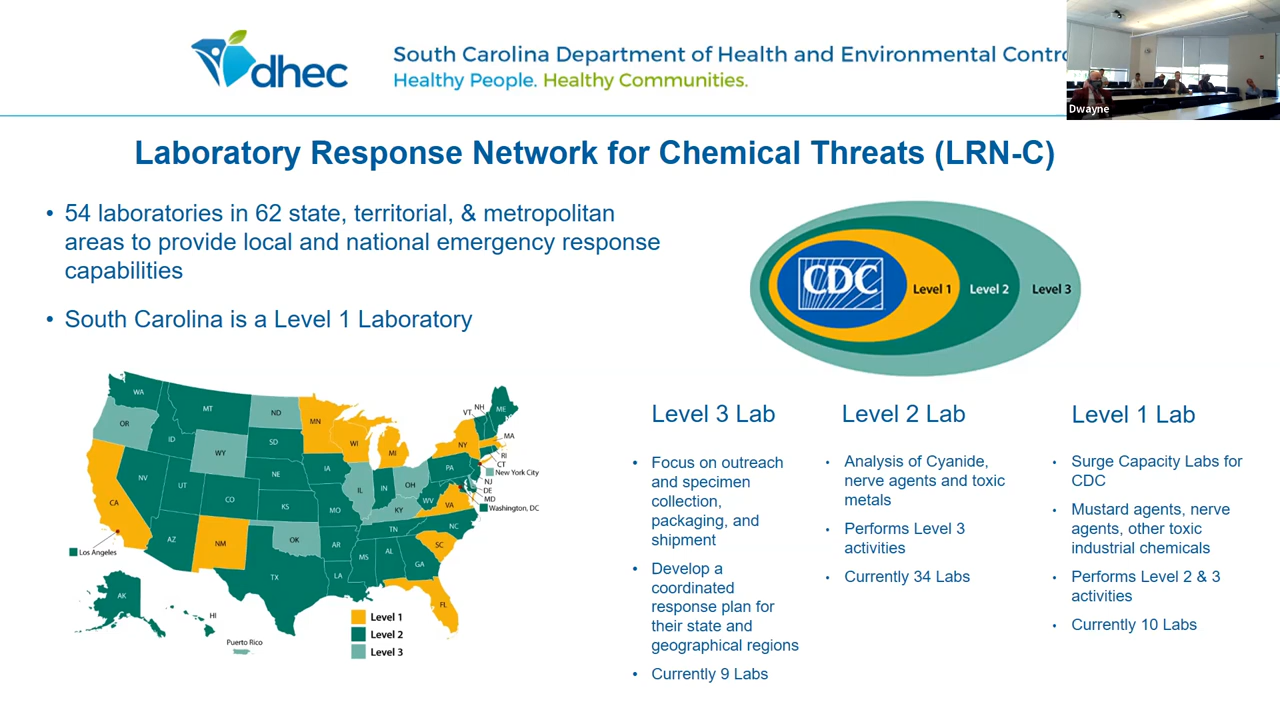 dhec
South Carolina Department of Health and Environmental Contro
Healthy People. Healthy Communities.
Dwayne
Laboratory Response Network for Chemical Threats (LRN-C)
• 54 laboratories in 62 state, territorial, & metropolitan
areas to provide local and national emergency response
capabilities
• South Carolina is a Level 1 Laboratory
CDC
Level 1
Level 2
Level 3
WA
MT
ND
MN
OR
ID
WY
SD
WI
MI
NY
VT
NH
ME
MA
RI
CT
New York City
NJ
DE
MD
Washington, DC
CA
NV
UT
CO
NE
KS
IA
MO
IL
IN
OH
KY
WV
PA
VA
NC
TN
SC
Los Angeles
AZ
NM
OK
TX
AR
LA
MS
AL
GA
FL
AK
HI
Puerto Rico
Level 1
Level 2
Level 3
Level 3 Lab
• Focus on outreach
and specimen
collection,
packaging, and
shipment
• Develop a
coordinated
response plan for
their state and
geographical regions
• Currently 9 Labs
Level 2 Lab
• Analysis of Cyanide,
nerve agents and toxic
metals
• Performs Level 3
activities
• Currently 34 Labs
Level 1 Lab
• Surge Capacity Labs for
CDC
• Mustard agents, nerve
agents, other toxic
industrial chemicals
• Performs Level 2 & 3
activities
• Currently 10 Labs